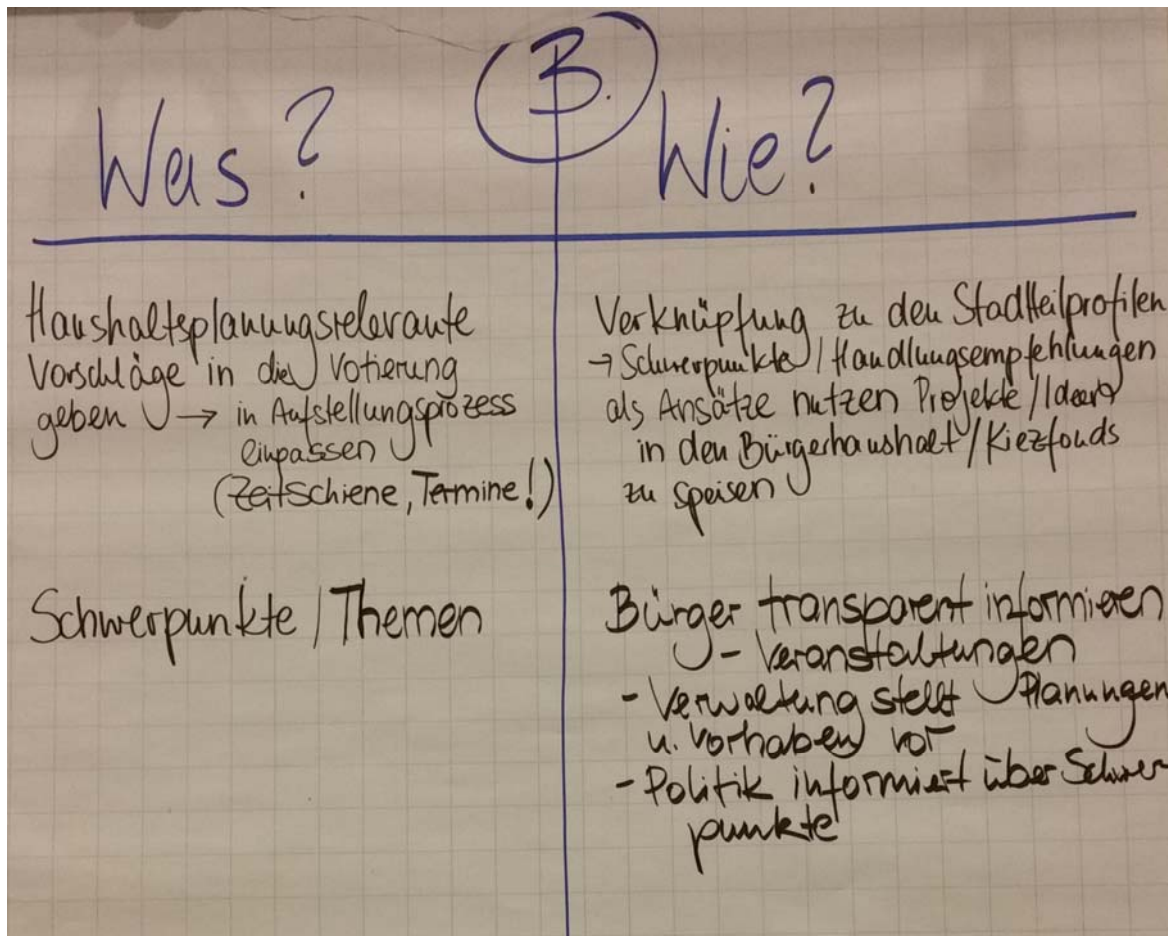 B.
Was?
Haushaltsplanungsrelevante
Vorschläge in die Votierung
geben → in Aufstellungsprozess
einpassen
(Zeitschiene, Termine!)
Schwerpunkte / Themen
Wie?
Verknüpfung zu den Stadtteilprofilen
→ Schwerpunkte / Handlungsempfehlungen
als Ansätze nutzen Projekte / Ideen
in den Bürgerhaushalt / Kiezfonds
zu speisen
Bürger transparent informieren
- Veranstaltungen
- Verwaltung stellt Planungen
u. Vorhaben vor
- Politik informiert über Schwer-
punkte